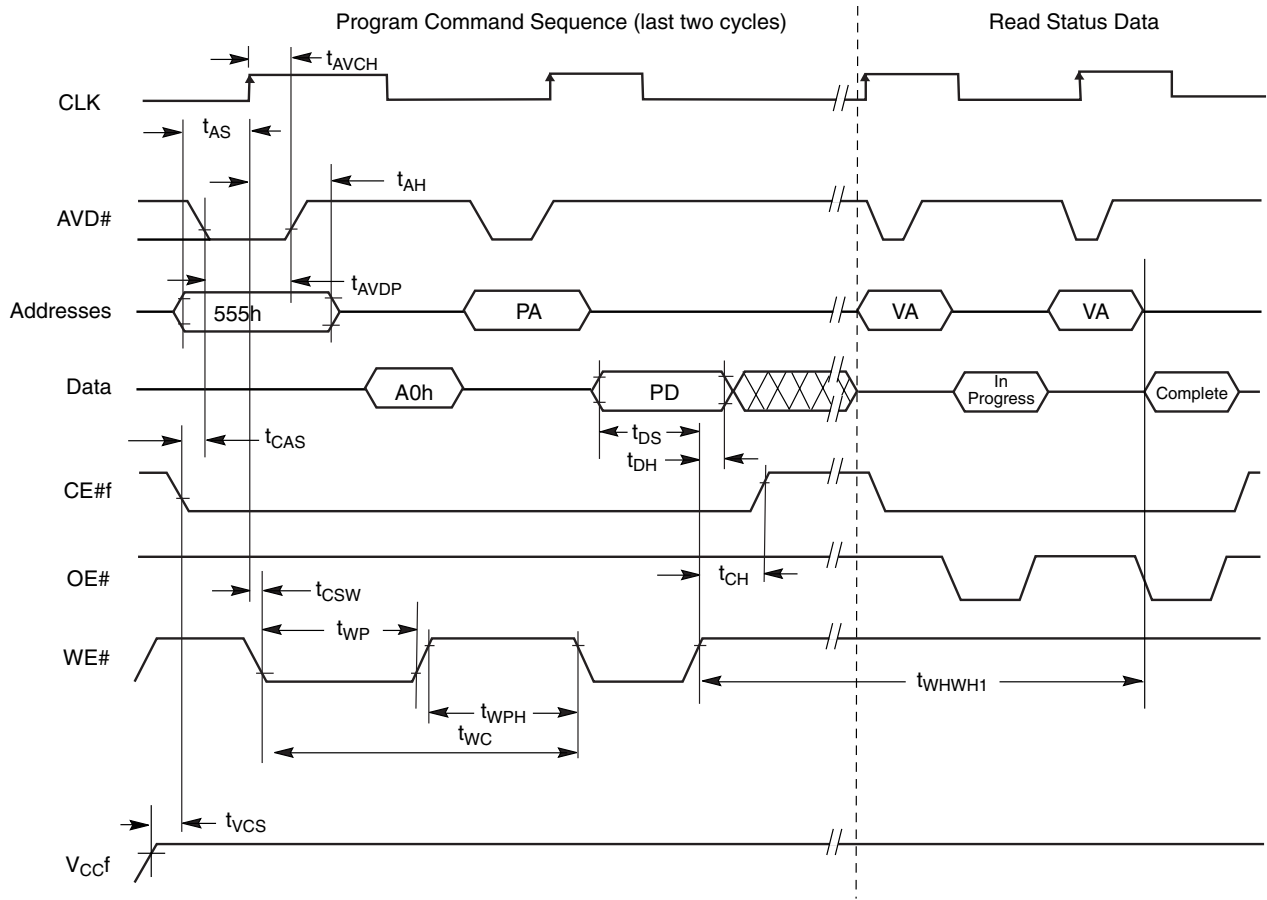 Program Command Sequence (last two cycles)
Read Status Data
tAVCH
CLK
tAS
tAH
AVD#
tAVDP
Addresses
555h
PA
VA
VA
Data
A0h
PD
In
Progress
Complete
tCAS
tDS
tDH
CE#f
OE#
tCH
tCSW
tWP
WE#
tWHWH1
tWPH
tWC
tVCS
VCCf